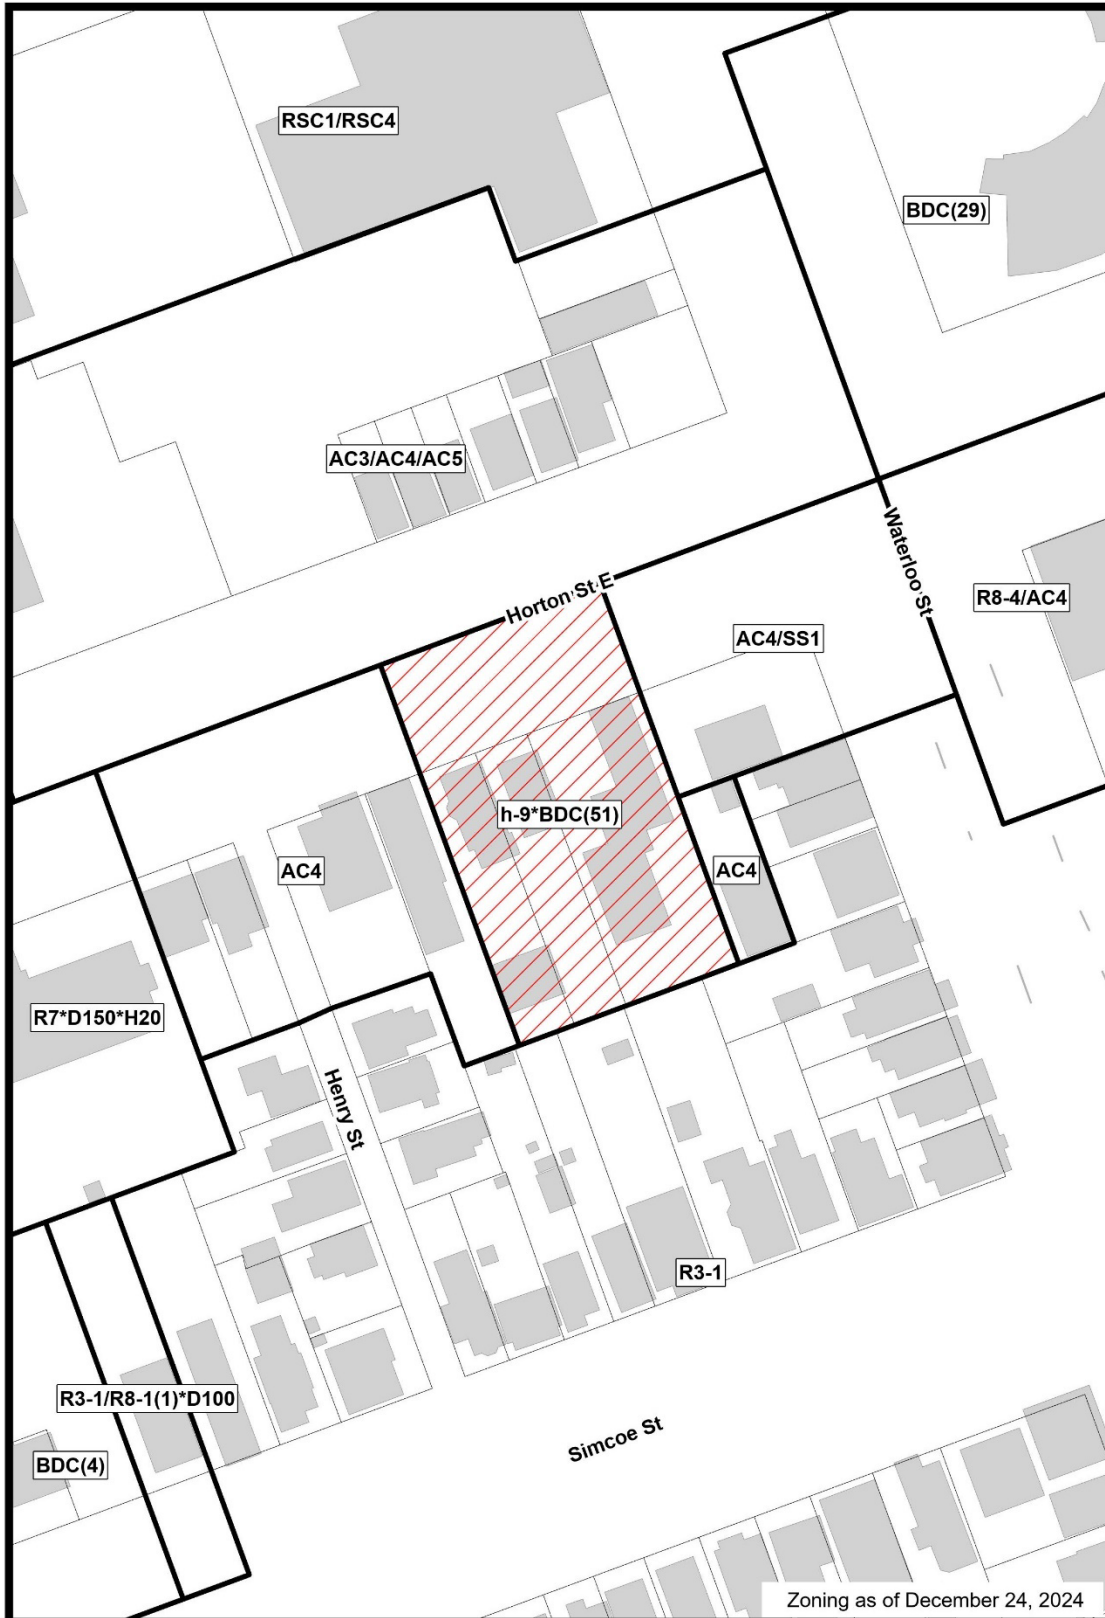 RSC1/RSC4
BDC(29)
AC3/AC4/AC5
Horton St E
Waterloo St
R8-4/AC4
AC4/SS1
h-9*BDC(51)
AC4
AC4
R7*D150*H20
Henry St
R3-1
R3-1/R8-1(1)*D100
BDC(4)
Simcoe St
Zoning as of December 24, 2024